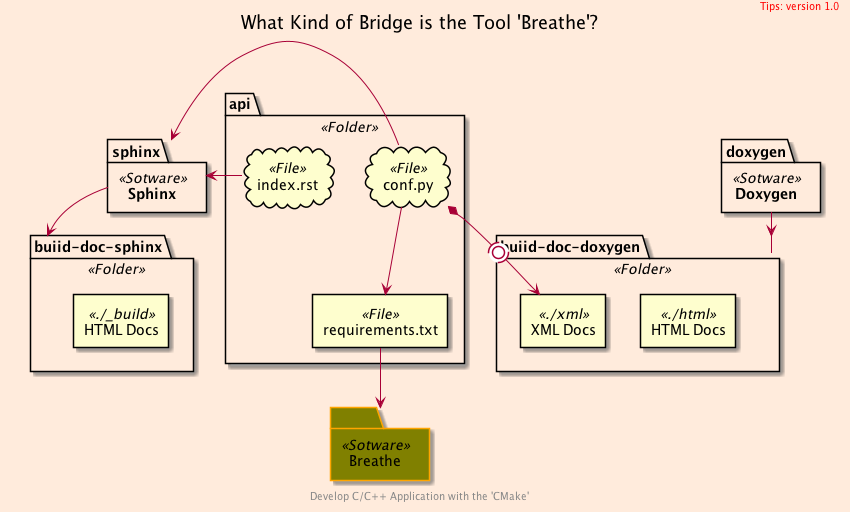 Tips: version 1.0
What Kind of Bridge is the Tool 'Breathe'?
api
«Folder»
sphinx
«Sotware»
Sphinx
«File»
index.rst
«File»
conf.py
doxygen
«Sotware»
Doxygen
buiid-doc-sphinx
«Folder»
«./_build»
HTML Docs
«File»
requirements.txt
buiid-doc-doxygen
«Folder»
«./xml»
XML Docs
«./html»
HTML Docs
«Sotware»
Breathe
Develop C/C++ Application with the 'CMake'